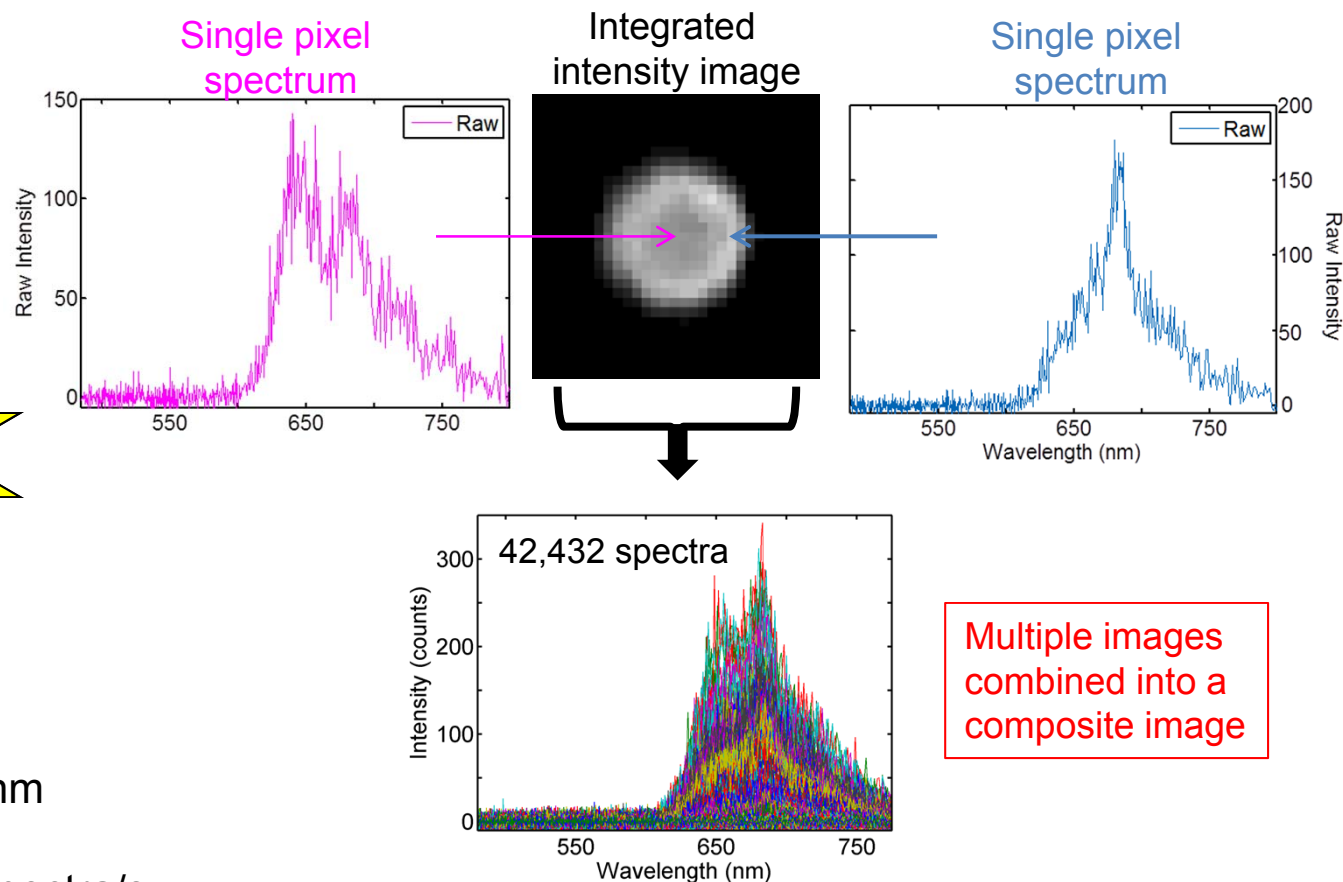 Single pixel
spectrum
Integrated
intensity image
Single pixel
spectrum
150
100
50
0
Raw Intensity
Raw
550
650
750
200
150
100
50
0
Raw Intensity
Raw
550
650
750
Wavelength (nm)
42,432 spectra
300
200
100
0
Intensity (counts)
550
650
750
Wavelength (nm)
Multiple images
combined into a
composite image
nm